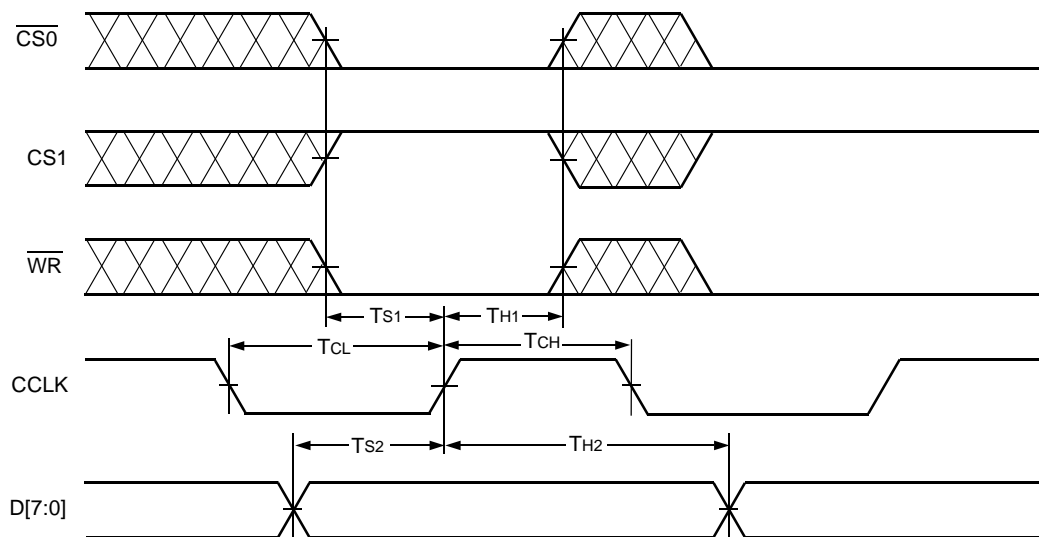 CS0
CS1
WR
TS1 TH1
TCL TCH
CCLK
TS2 TH2
D[7:0]